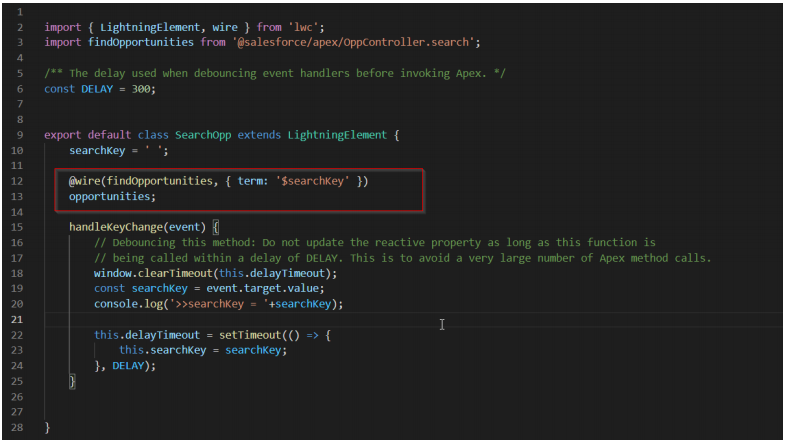 1
2 import { LightningElement, wire } from 'lwc';
3 import findOpportunities from '@salesforce/apex/OppController.search';
4
5 /** The delay used when debouncing event handlers before invoking Apex. */
6 const DELAY = 300;
7
8
9 export default class SearchOpp extends LightningElement {
10     searchKey = ' ';
11
12     @wire(findOpportunities, { term: '$searchKey' })
13     opportunities;
14
15     handleKeyChange(event) {
16         // Debouncing this method: Do not update the reactive property as long as this function is
17         // being called within a delay of DELAY. This is to avoid a very large number of Apex method calls.
18         window.clearTimeout(this.delayTimeout);
19         const searchKey = event.target.value;
20         console.log('>>searchKey = '+searchKey);
21
22         this.delayTimeout = setTimeout(() => {
23             this.searchKey = searchKey;
24         }, DELAY);
25     }
26
27
28 }